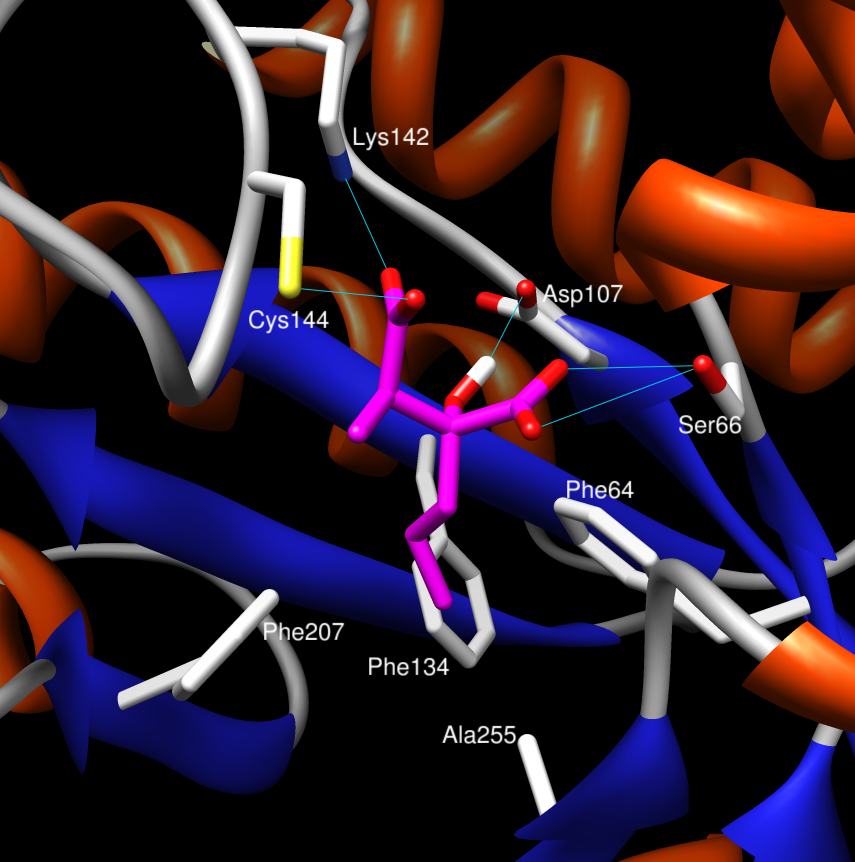 Lys142
Asp107
Cys144
Ser66
Phe64
Phe207
Phe134
Ala255